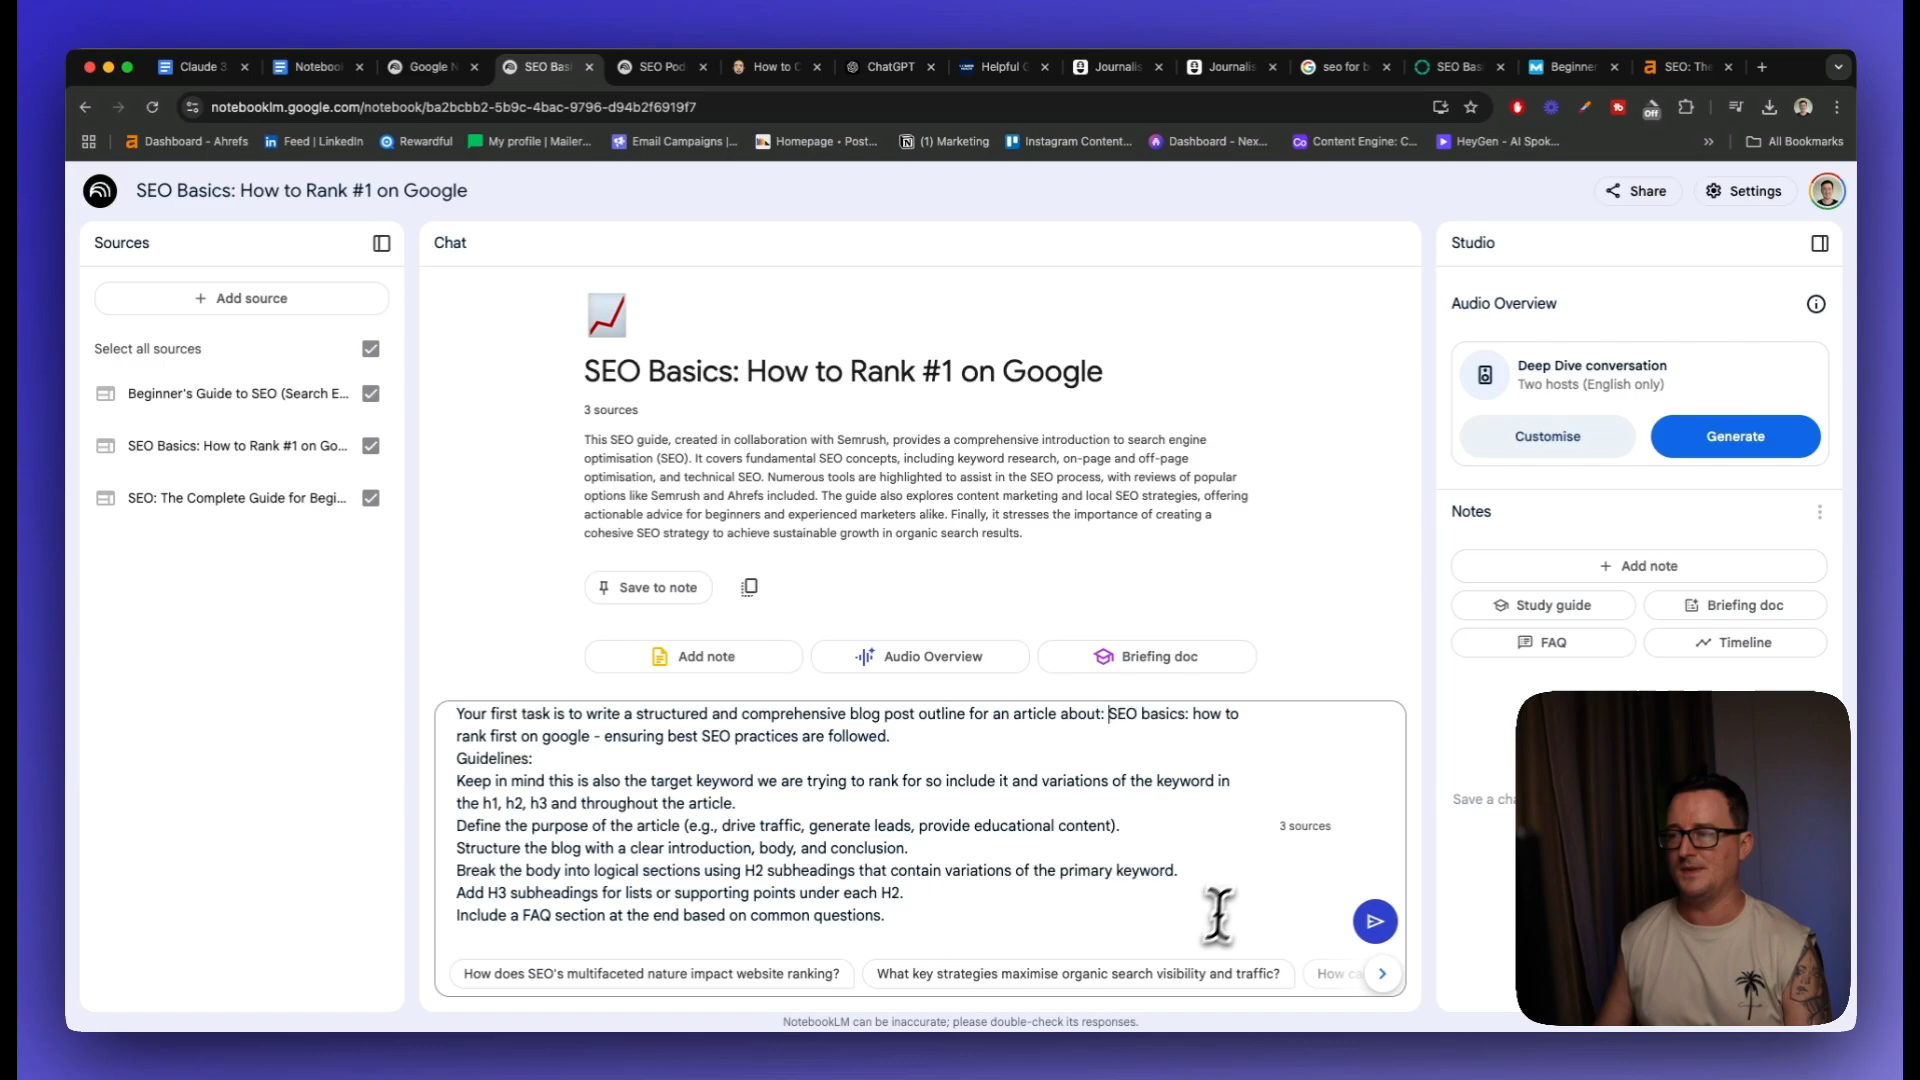 Claude 3
Notebool
Google N
SEO Basi
SEO Pod
How to C
ChatGPT
Helpful G
Journalis
Journalis
seo for b
SEO Bas
Beginner
SEO: The
notebooklm.google.com/notebook/ba2bcbb2-5b9c-4bac-9796-d94b2f6919f7
Off
Dashboard - Ahrefs
Feed | LinkedIn
Rewardful
My profile | Mailer...
Email Campaigns |...
Homepage • Post...
(1) Marketing
Instagram Content...
Dashboard - Nex...
Content Engine: C...
HeyGen - AI Spok...
All Bookmarks
SEO Basics: How to Rank #1 on Google
Share
Settings
Sources
Add source
Select all sources
Beginner's Guide to SEO (Search E...
SEO Basics: How to Rank #1 on Go...
SEO: The Complete Guide for Begi...
Chat
SEO Basics: How to Rank #1 on Google
3 sources
This SEO guide, created in collaboration with Semrush, provides a comprehensive introduction to search engine
optimisation (SEO). It covers fundamental SEO concepts, including keyword research, on-page and off-page
optimisation, and technical SEO. Numerous tools are highlighted to assist in the SEO process, with reviews of popular
options like Semrush and Ahrefs included. The guide also explores content marketing and local SEO strategies, offering
actionable advice for beginners and experienced marketers alike. Finally, it stresses the importance of creating a
cohesive SEO strategy to achieve sustainable growth in organic search results.
Save to note
Add note
Audio Overview
Briefing doc
Your first task is to write a structured and comprehensive blog post outline for an article about: SEO basics: how to
rank first on google - ensuring best SEO practices are followed.
Guidelines:
Keep in mind this is also the target keyword we are trying to rank for so include it and variations of the keyword in
the h1, h2, h3 and throughout the article.
Define the purpose of the article (e.g., drive traffic, generate leads, provide educational content).
Structure the blog with a clear introduction, body, and conclusion.
Break the body into logical sections using H2 subheadings that contain variations of the primary keyword.
Add H3 subheadings for lists or supporting points under each H2.
Include a FAQ section at the end based on common questions.
3 sources
How does SEO's multifaceted nature impact website ranking?
What key strategies maximise organic search visibility and traffic?
How ca
NotebookLM can be inaccurate; please double-check its responses.
Studio
Audio Overview
Deep Dive conversation
Two hosts (English only)
Customise
Generate
Notes
Add note
Study guide
Briefing doc
FAQ
Timeline
Save a cha